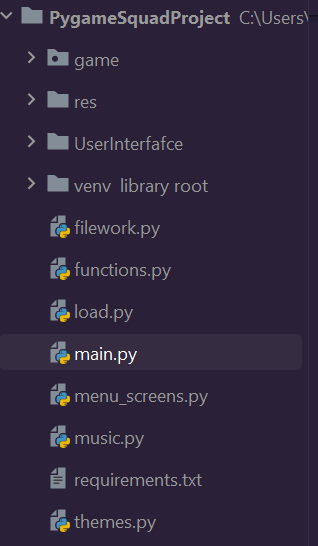 PygameSquadProject C:\Users\
game
res
UserInterfafce
venv library root
filework.py
functions.py
load.py
main.py
menu_screens.py
music.py
requirements.txt
themes.py